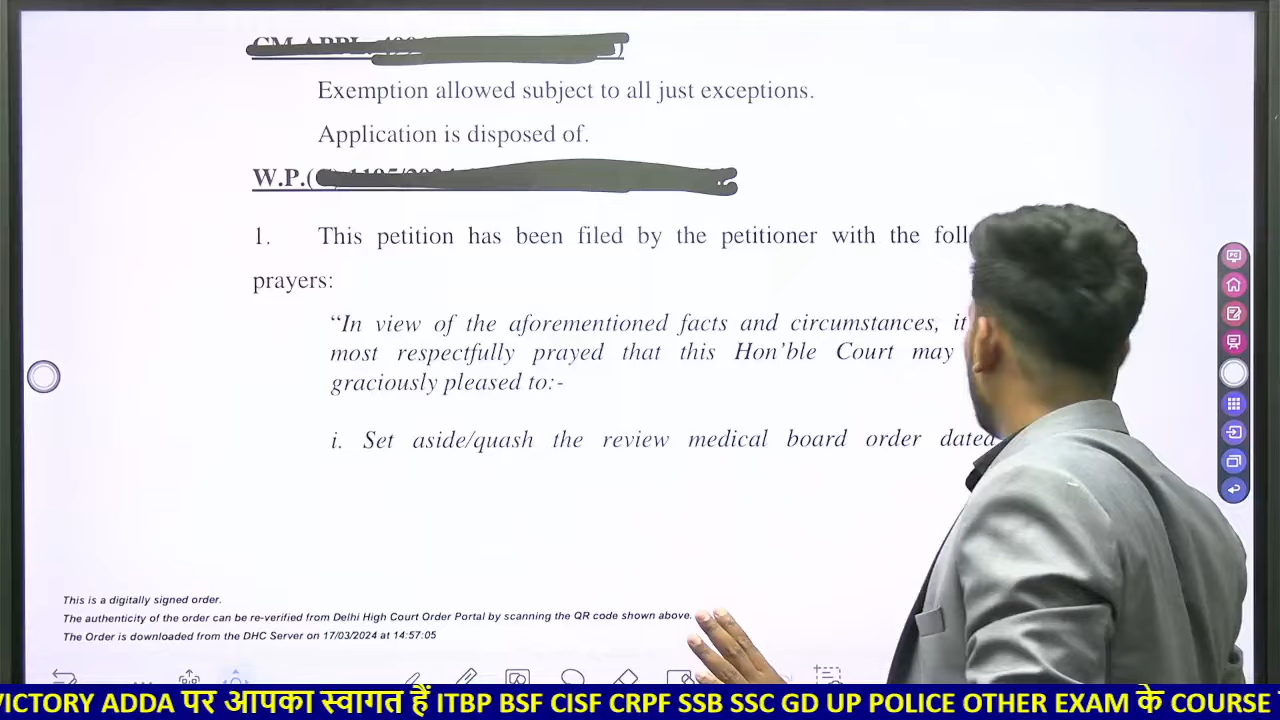 Exemption allowed subject to all just exceptions.
Application is disposed of.
W.P.(
1. This petition has been filed by the petitioner with the
prayers:
“In view of the aforementioned facts and circumstances, it
most respectfully prayed that this Hon’ble Court may
graciously pleased to:-
i. Set aside/quash the review medical board order dated
This is a digitally signed order.
The authenticity of the order can be re-verified from Delhi High Court Order Portal by scanning the QR code shown above.
The Order is downloaded from the DHC Server on 17/03/2024 at 14:57:05
VICTORY ADDA पर आपका स्वागत हैं ITBP BSF CISF CRPF SSB SSC GD UP POLICE OTHER EXAM के COURSE